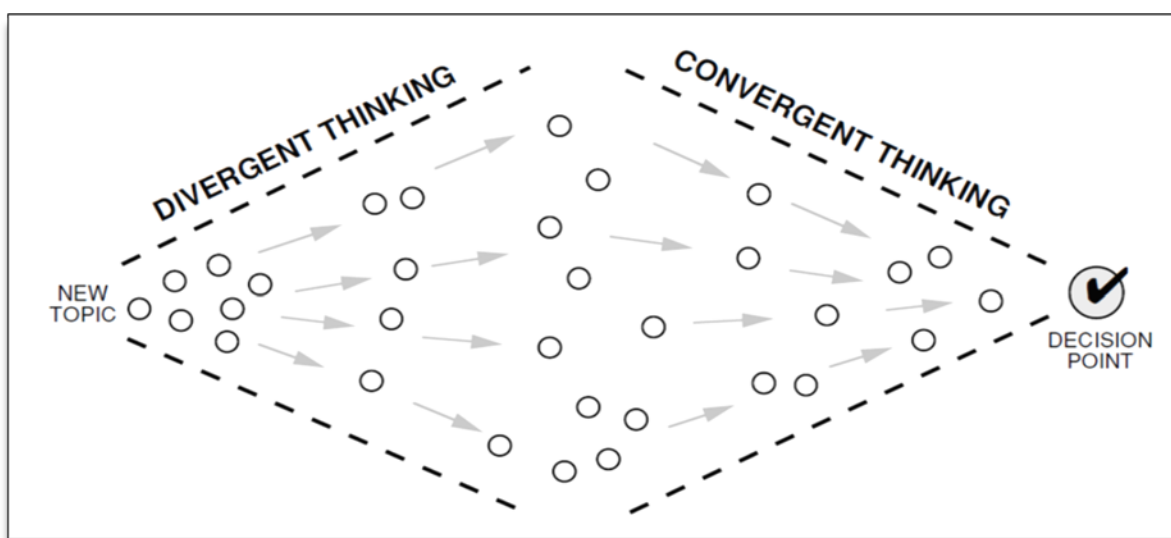 DIVERGENT THINKING
CONVERGENT THINKING
NEW
TOPIC
DECISION
POINT